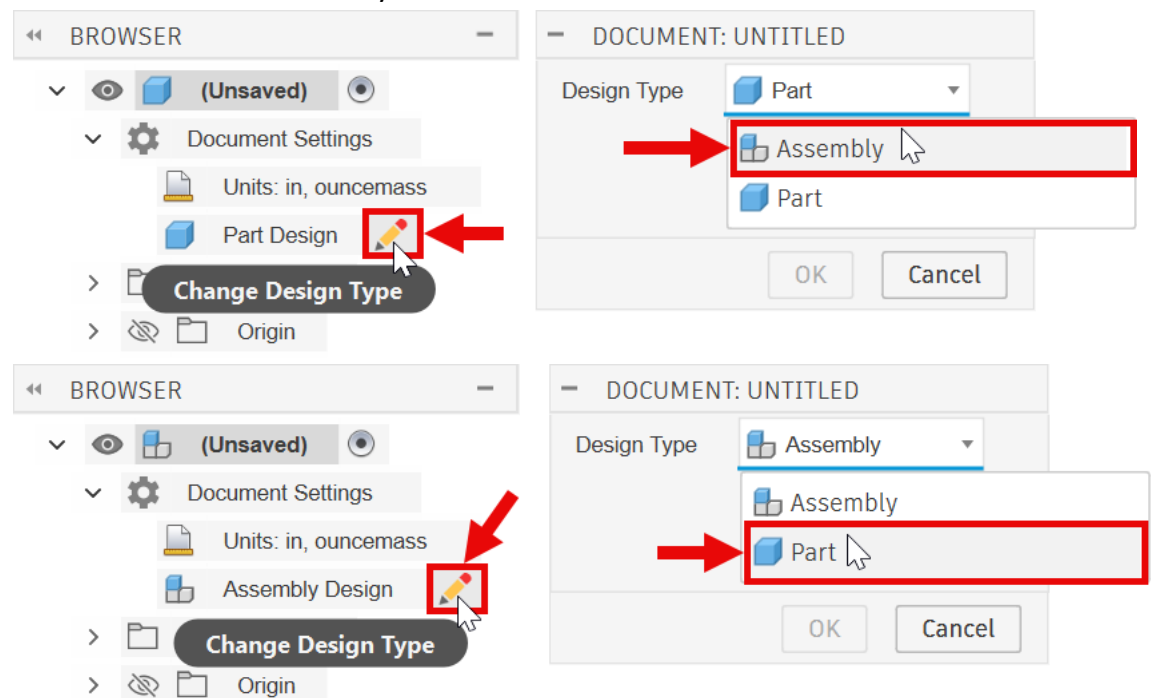 BROWSER
(Unsaved)
Document Settings
Units: in, ouncemass
Part Design
Change Design Type
Origin
DOCUMENT: UNTITLED
Design Type
Part
Assembly
Part
OK
Cancel
BROWSER
(Unsaved)
Document Settings
Units: in, ouncemass
Assembly Design
Change Design Type
Origin
DOCUMENT: UNTITLED
Design Type
Assembly
Assembly
Part
OK
Cancel